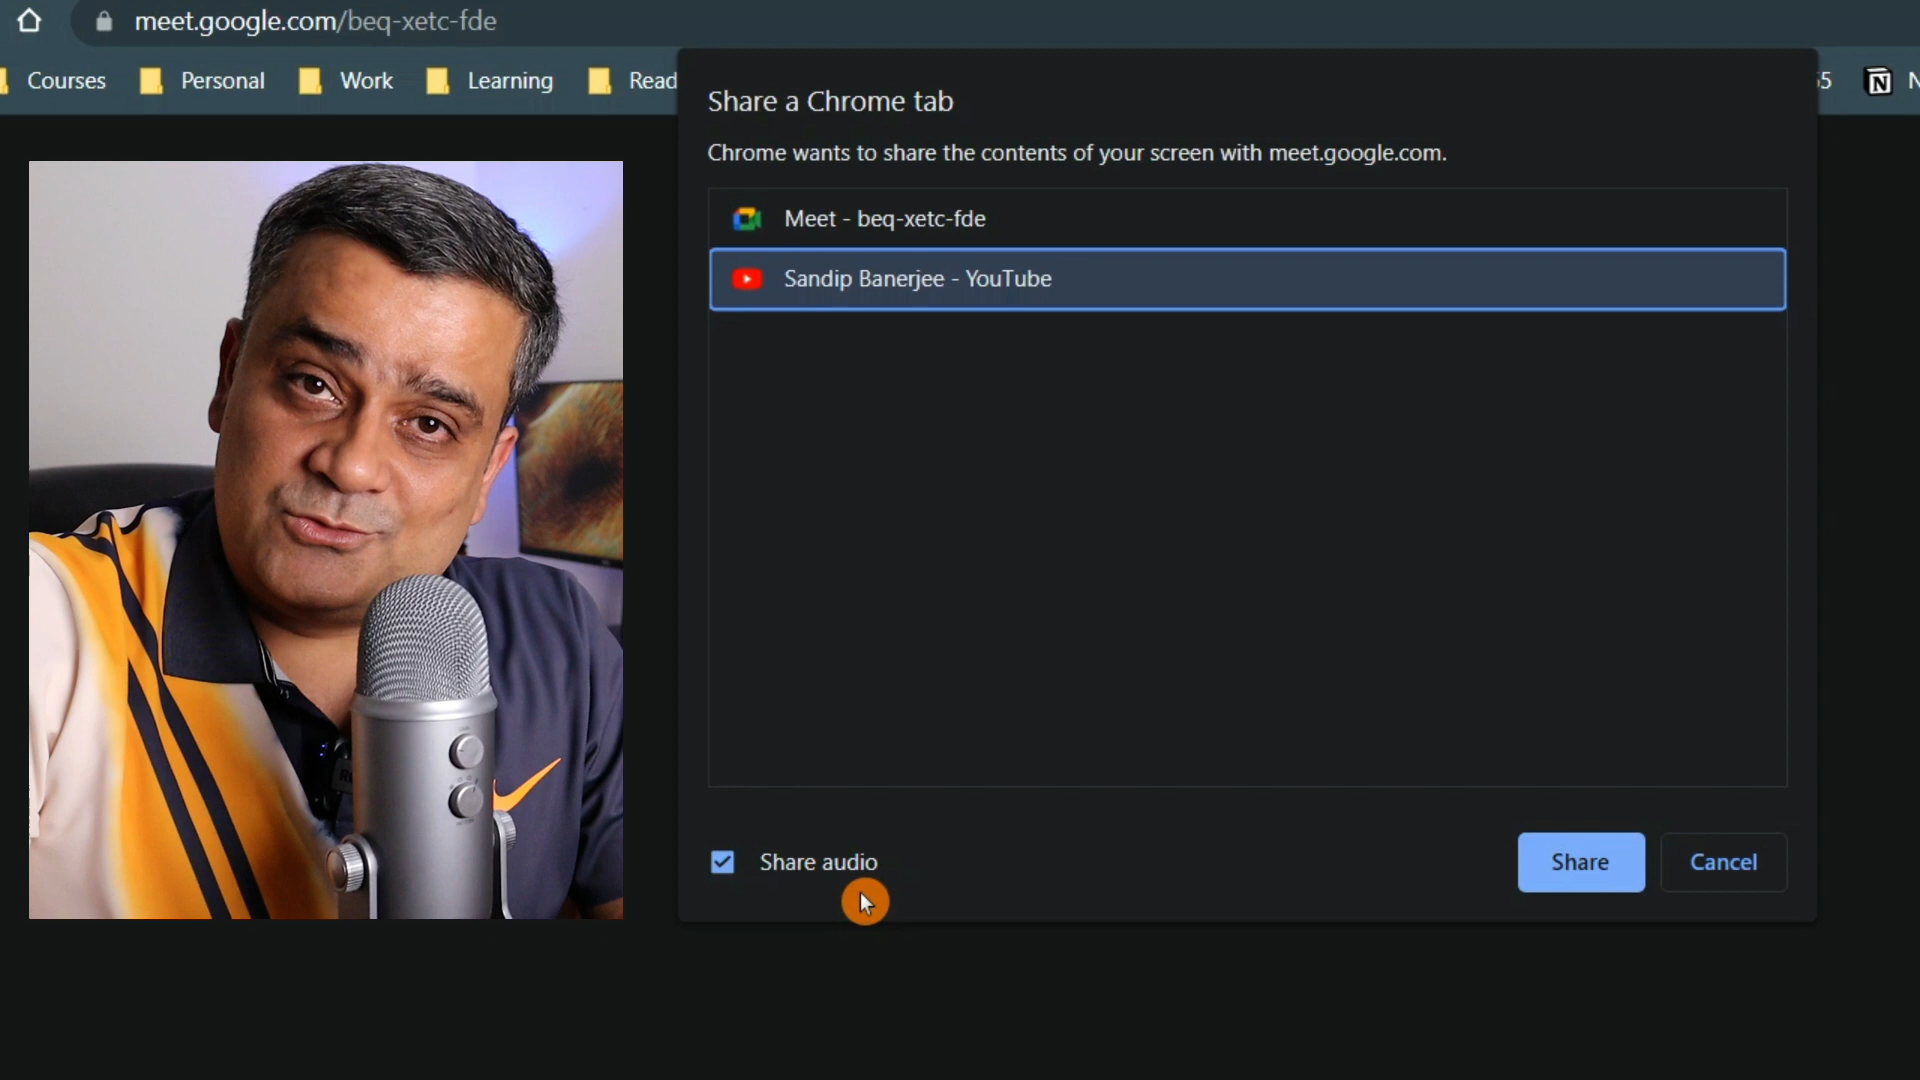 meet.google.com/beq-xetc-fde
Courses
Personal
Work
Learning
Read
55
N
N
Share a Chrome tab
Chrome wants to share the contents of your screen with meet.google.com.
Meet - beq-xetc-fde
Sandip Banerjee - YouTube
Share audio
Share
Cancel